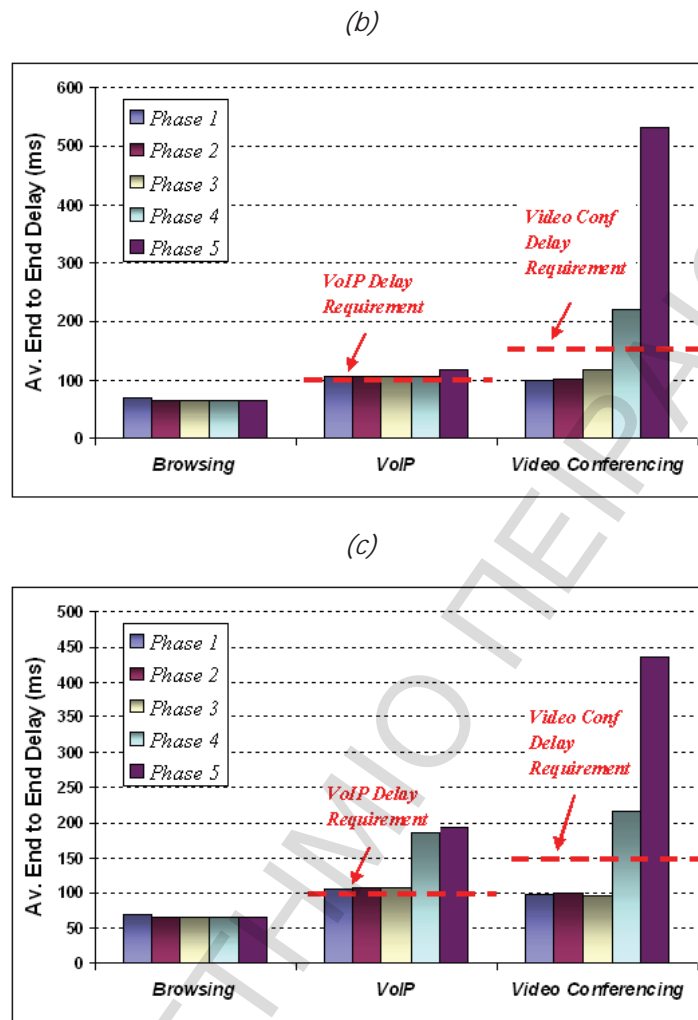 (b)
600
500
400
300
200
100
0
Av. End to End Delay (ms)
Phase 1
Phase 2
Phase 3
Phase 4
Phase 5
VoIP Delay
Requirement
Video Conf
Delay
Requirement
Browsing
VoIP
Video Conferencing
(c)
500
450
400
350
300
250
200
150
100
50
0
Av. End to End Delay (ms)
Phase 1
Phase 2
Phase 3
Phase 4
Phase 5
VoIP Delay
Requirement
Video Conf
Delay
Requirement
Browsing
VoIP
Video Conferencing
ΤΗΜΙΟ ΠΕΙΡΑΙ